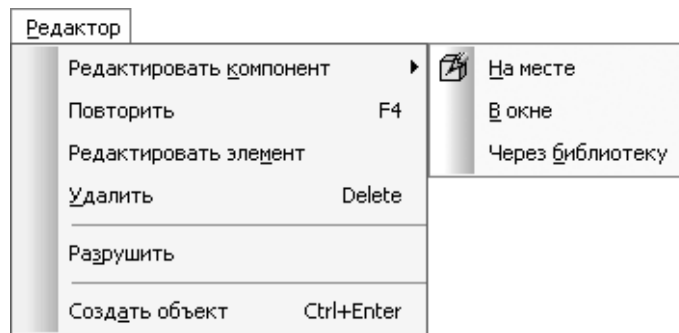 Редактор
Редактировать компонент
На месте
Повторить F4
В окне
Редактировать элемент
Через библиотеку
Удалить Delete
Разрушить
Создать объект Ctrl+Enter